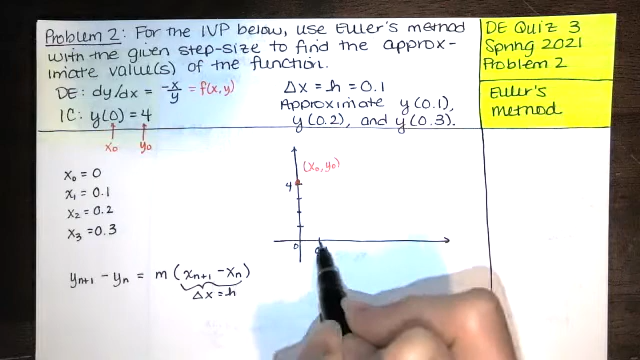 Problem 2: For the IVP below, use Euler's method
with the given step-size to find the approx-
imate value(s) of the function.
DE: dy/dx = -x/y = f(x,y)
IC: y(0) = 4
x₀ y₀
Δx = h = 0.1
Approximate y(0.1),
y(0.2), and y(0.3).
DE Quiz 3
Spring 2021
Problem 2
Euler's
method
x₀ = 0
x₁ = 0.1
x₂ = 0.2
x₃ = 0.3
yₙ₊₁ - yₙ = m (xₙ₊₁ - xₙ)
Δx = h
(x₀, y₀)
4
0